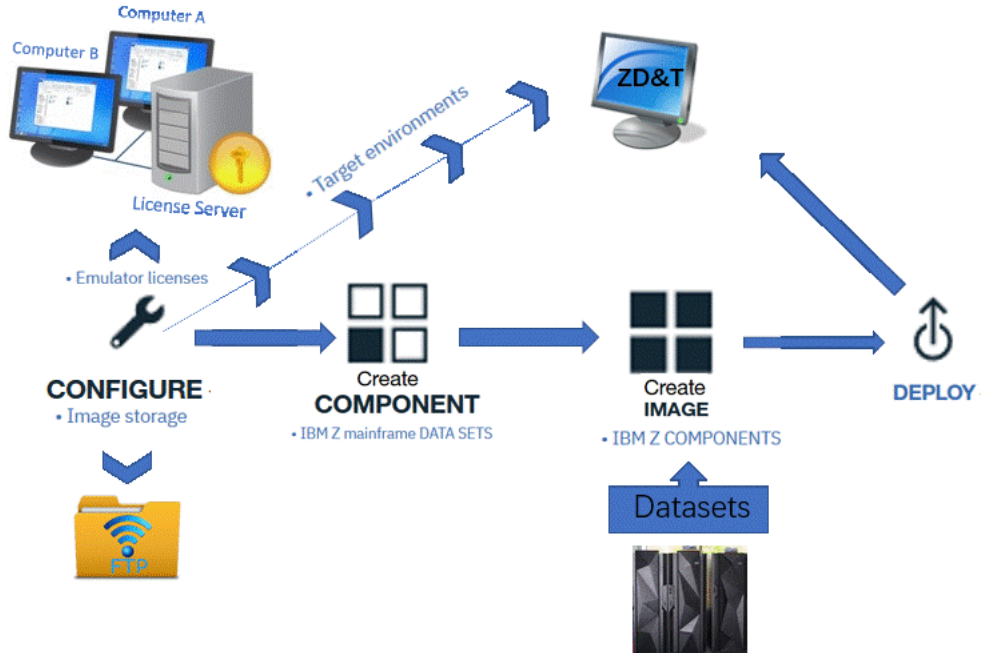 Computer A
Computer B
ZD&T
• Target environments
License Server
• Emulator licenses
Create
COMPONENT
• IBM Z mainframe DATA SETS
Create
IMAGE
• IBM Z COMPONENTS
DEPLOY
CONFIGURE
• Image storage
Datasets
FTP